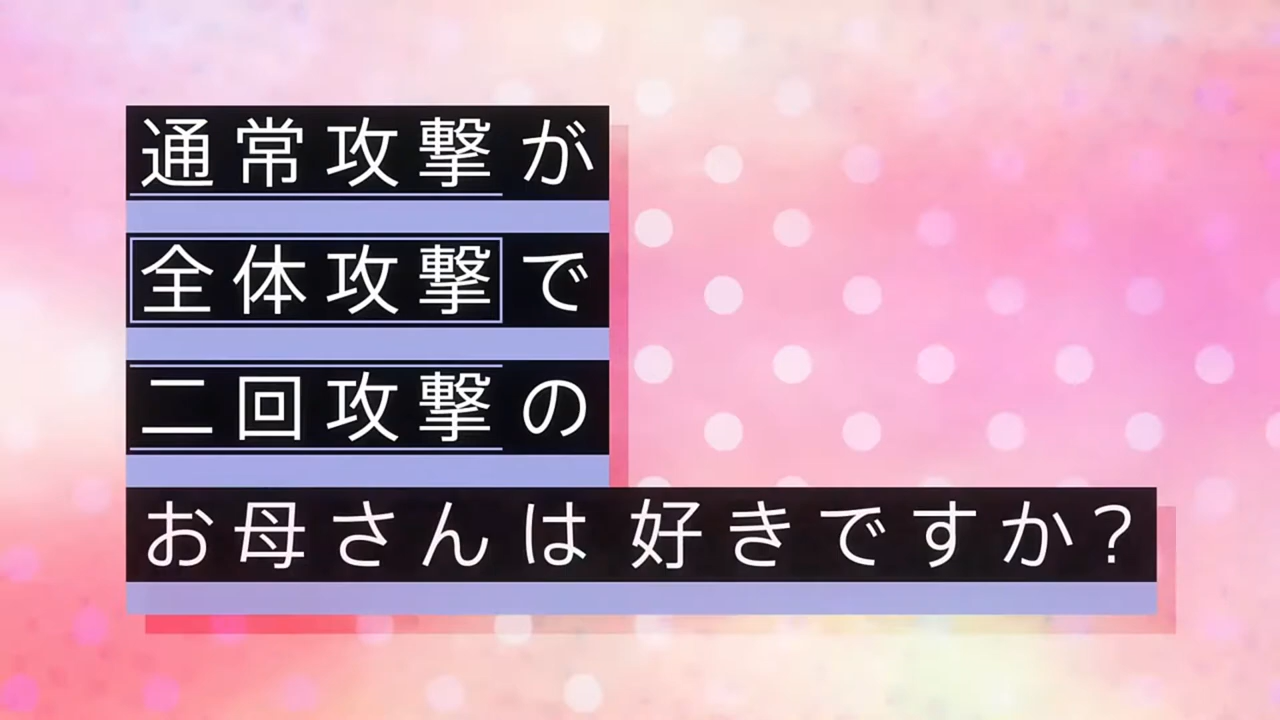 通常攻撃が
全体攻撃で
二回攻撃の
お母さんは 好きですか?